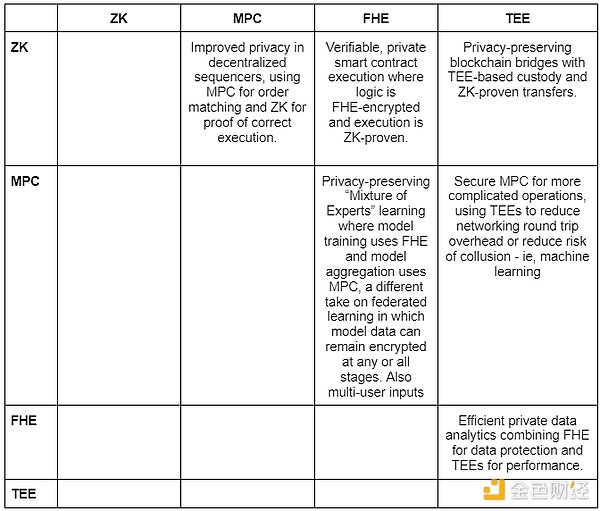 ZK MPC FHE TEE
ZK
Improved privacy in
decentralized
sequencers, using
MPC for order
matching and ZK for
proof of correct
execution.
Verifiable, private
smart contract
execution where
logic is
FHE-encrypted
and execution is
ZK-proven.
Privacy-preserving
blockchain bridges with
TEE-based custody and
ZK-proven transfers.
MPC
Privacy-preserving
“Mixture of
Experts” learning
where model
training uses FHE
and model
aggregation uses
MPC, a different
take on federated
learning in which
model data can
remain encrypted
at any or all
stages. Also
multi-user inputs
Secure MPC for more
complicated operations,
using TEEs to reduce
networking round trip
overhead or reduce risk
of collusion - ie, machine
learning
FHE
Efficient private data
analytics combining FHE
for data protection and
TEEs for performance.
TEE
金色财经